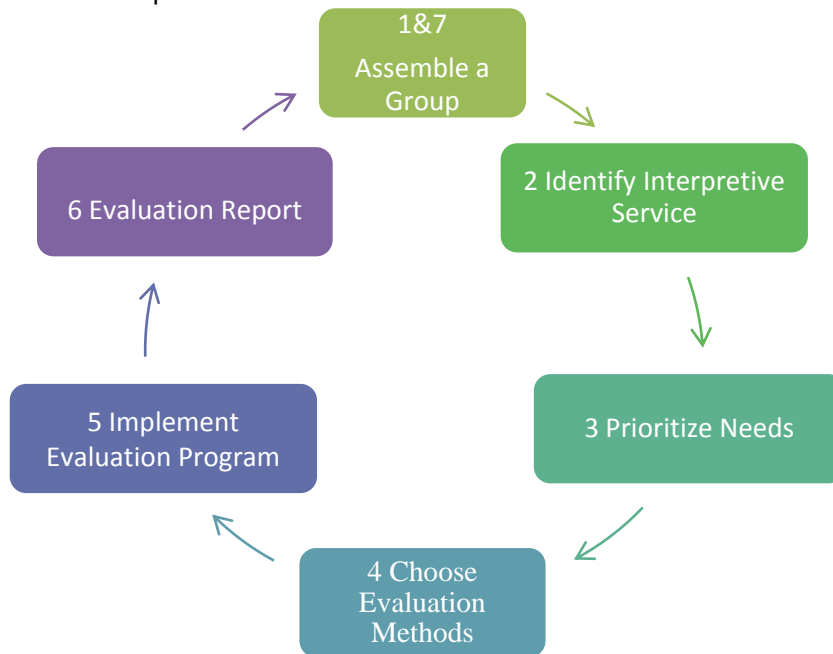 1&7
Assemble a
Group
2 Identify Interpretive
Service
3 Prioritize Needs
4 Choose
Evaluation
Methods
5 Implement
Evaluation Program
6 Evaluation Report